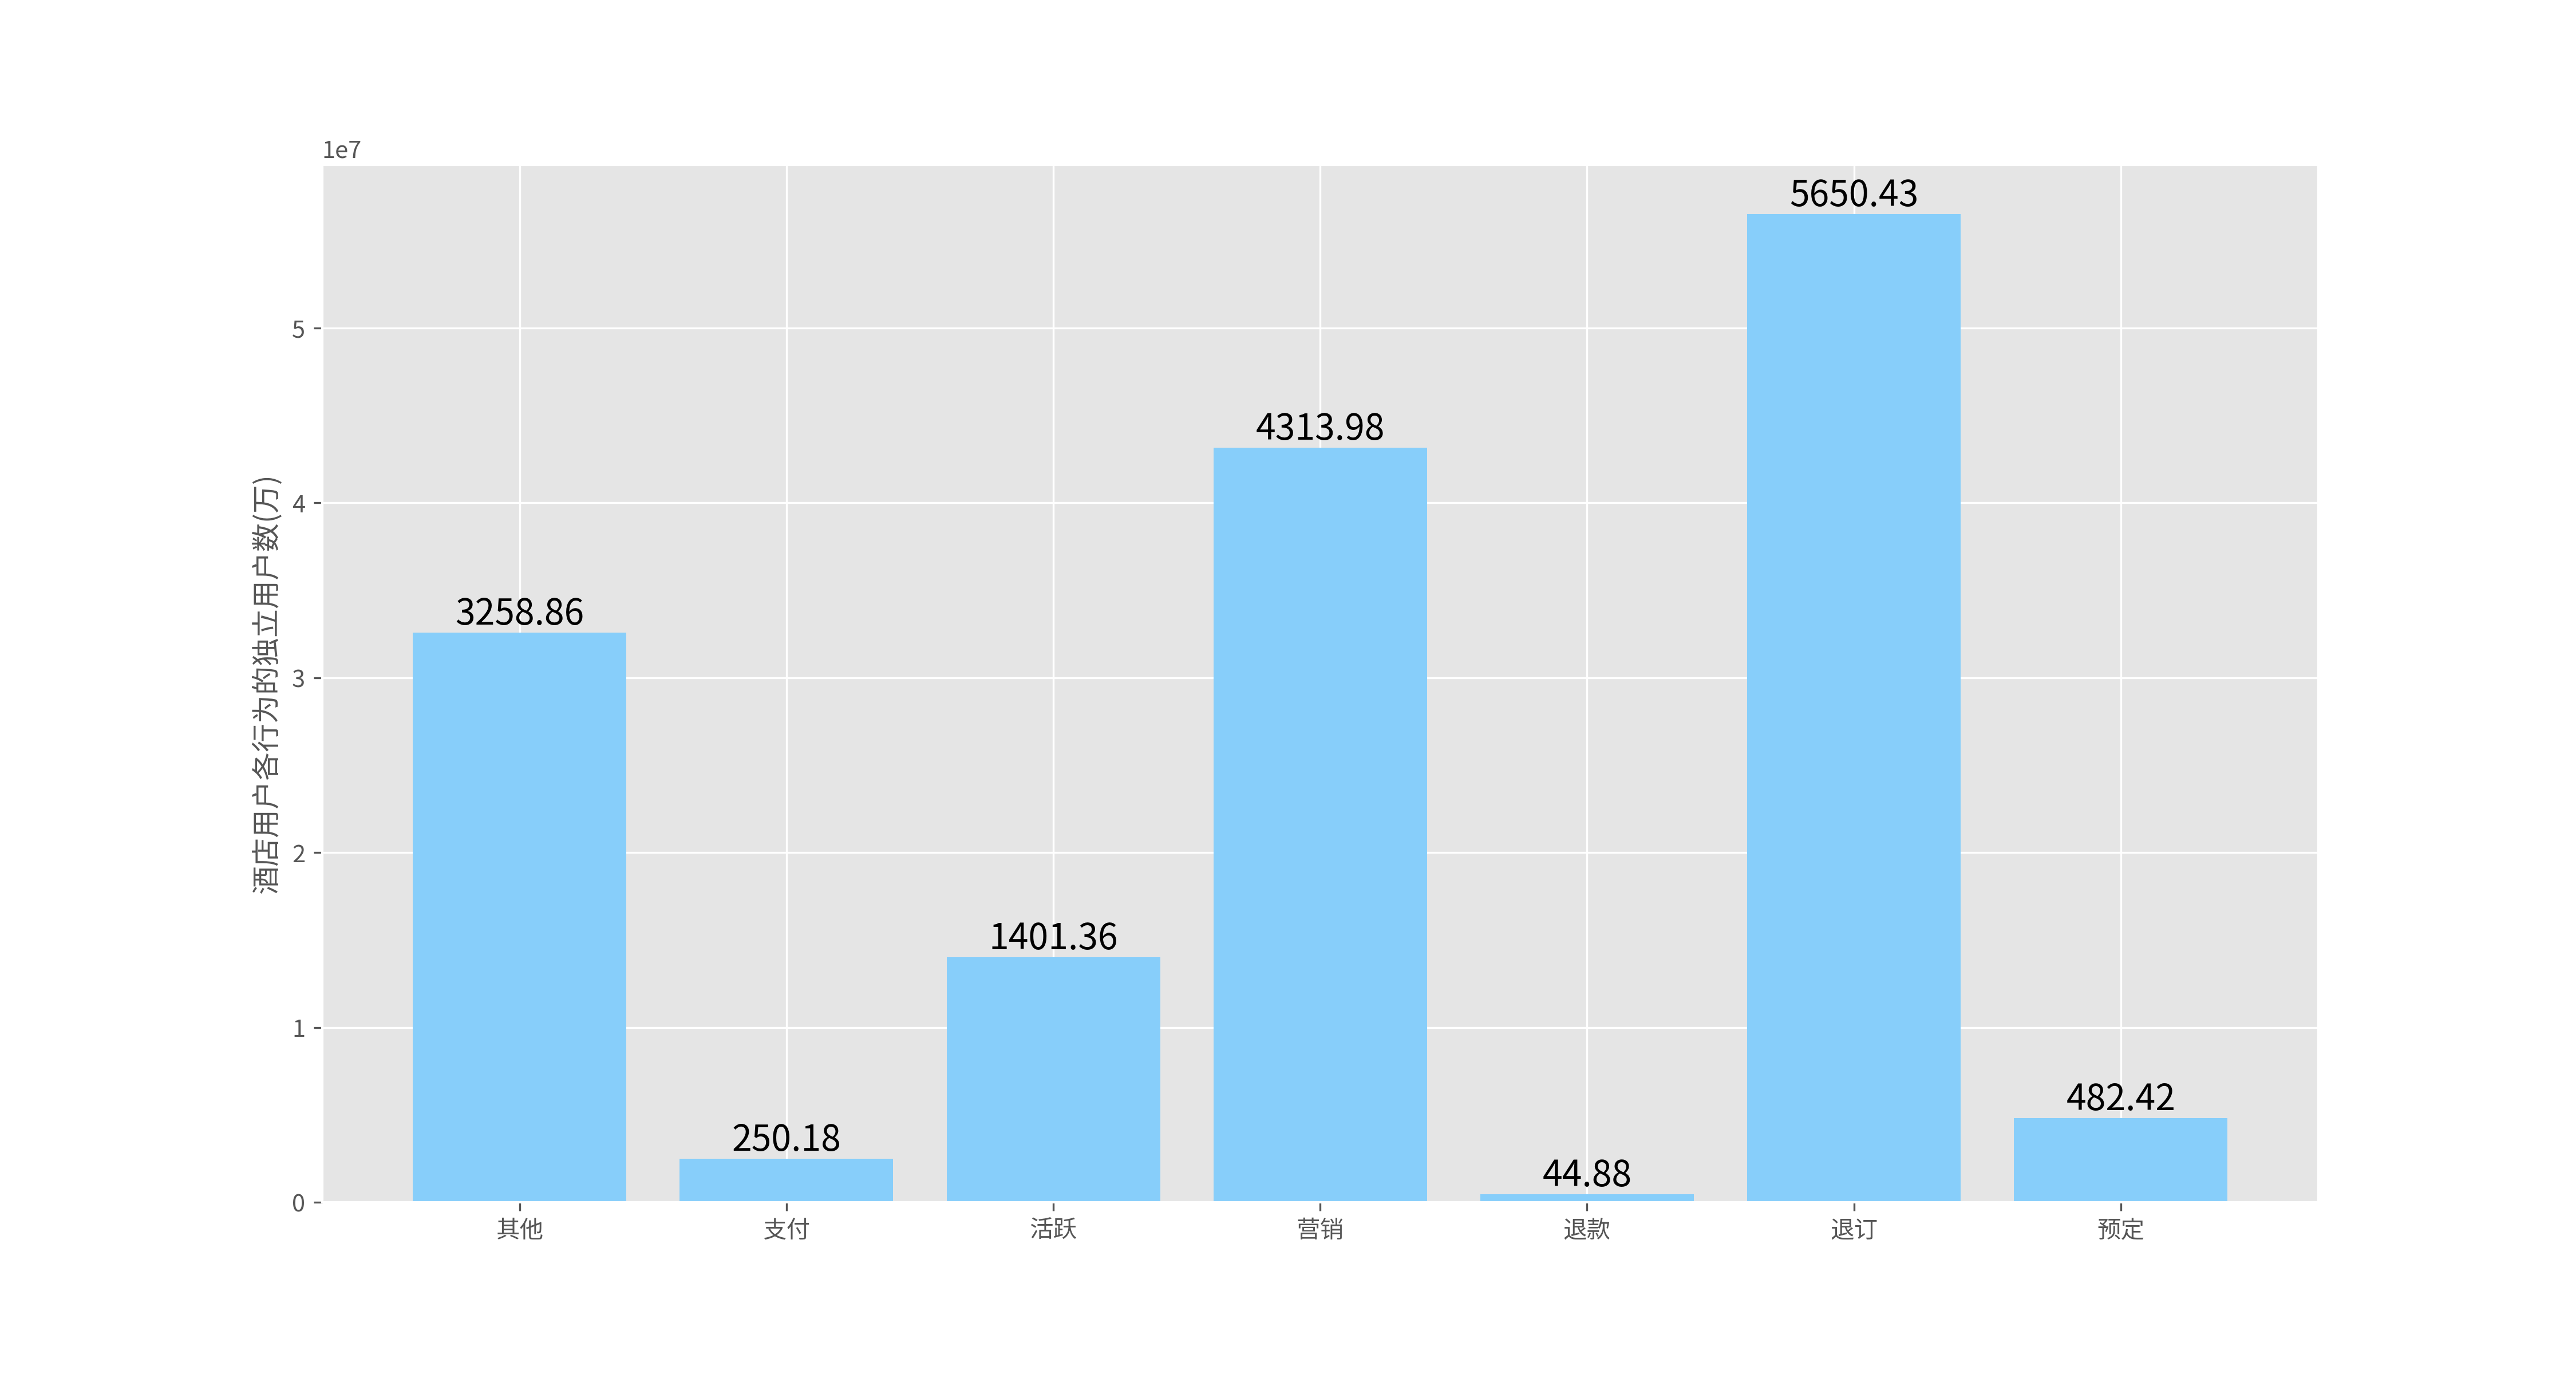 1e7
酒店用户各行为的独立用户数(万)
5
4
3
2
1
0
3258.86
250.18
1401.36
4313.98
44.88
5650.43
482.42
其他
支付
活跃
营销
退款
退订
预定